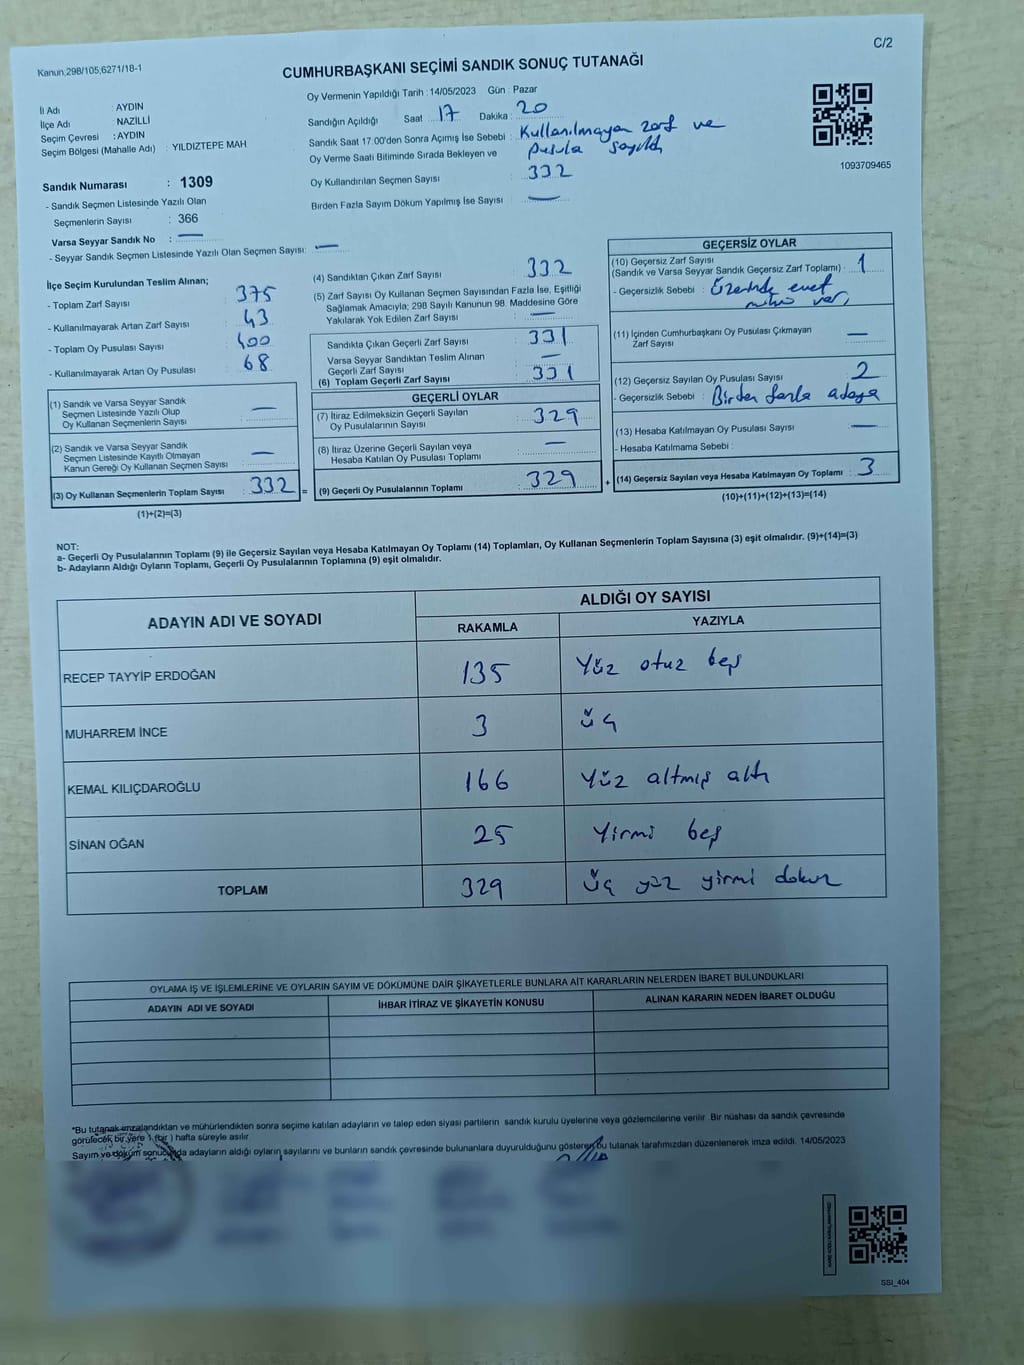 C/2
Kanun,298/105,6271/18-1
CUMHURBAŞKANI SEÇİMİ SANDIK SONUÇ TUTANAĞI
İl Adı : AYDIN
İlçe Adı : NAZİLLİ
Seçim Çevresi : AYDIN
Seçim Bölgesi (Mahalle Adı) : YILDIZTEPE MAH
Sandık Numarası : 1309
- Sandık Seçmen Listesinde Yazılı Olan
Seçmenlerin Sayısı : 366
Varsa Seyyar Sandık No : —
- Seyyar Sandık Seçmen Listesinde Yazılı Olan Seçmen Sayısı: —
Oy Vermenin Yapıldığı Tarih : 14/05/2023 Gün : Pazar
Sandığın Açıldığı Saat 17 Dakika : 20
Sandık Saat 17:00'den Sonra Açımış İse Sebebi : Kullanılmayan zarf ve
Oy Verme Saati Bitiminde Sırada Bekleyen ve pusula sayıldı
Oy Kullandırılan Seçmen Sayısı : 332
Birden Fazla Sayım Döküm Yapılmış İse Sayısı : —
1093709465
İlçe Seçim Kurulundan Teslim Alınan;
- Toplam Zarf Sayısı : 375
- Kullanılmayarak Artan Zarf Sayısı : 43
- Toplam Oy Pusulası Sayısı : 400
- Kullanılmayarak Artan Oy Pusulası : 68
(1) Sandık ve Varsa Seyyar Sandık
Seçmen Listesinde Yazılı Olup
Oy Kullanan Seçmenlerin Sayısı : —
(2) Sandık ve Varsa Seyyar Sandık
Seçmen Listesinde Kayıtlı Olmayan
Kanun Gereği Oy Kullanan Seçmen Sayısı : —
(3) Oy Kullanan Seçmenlerin Toplam Sayısı : 332 =
(1)+(2)=(3)
(4) Sandıktan Çıkan Zarf Sayısı : 332
(5) Zarf Sayısı Oy Kullanan Seçmen Sayısından Fazla İse, Eşitliği
Sağlamak Amacıyla; 298 Sayılı Kanunun 98. Maddesine Göre
Yakılarak Yok Edilen Zarf Sayısı : —
Sandıkta Çıkan Geçerli Zarf Sayısı : 331
Varsa Seyyar Sandıktan Teslim Alınan
Geçerli Zarf Sayısı : —
(6) Toplam Geçerli Zarf Sayısı : 331
GEÇERLİ OYLAR
(7) İtiraz Edilmeksizin Geçerli Sayılan
Oy Pusulalarının Sayısı : 329
(8) İtiraz Üzerine Geçerli Sayılan veya
Hesaba Katılan Oy Pusulası Toplamı : —
(9) Geçerli Oy Pusulalarının Toplamı : 329 +
GEÇERSİZ OYLAR
(10) Geçersiz Zarf Sayısı
(Sandık ve Varsa Seyyar Sandık Geçersiz Zarf Toplamı) : 1
- Geçersizlik Sebebi : Üzerinde evet
var,
(11) İçinden Cumhurbaşkanı Oy Pusulası Çıkmayan
Zarf Sayısı : —
(12) Geçersiz Sayılan Oy Pusulası Sayısı : 2
- Geçersizlik Sebebi : Birden fazla adaya
(13) Hesaba Katılmayan Oy Pusulası Sayısı : —
- Hesaba Katılmama Sebebi :
(14) Geçersiz Sayılan veya Hesaba Katılmayan Oy Toplamı : 3
(10)+(11)+(12)+(13)=(14)
NOT:
a- Geçerli Oy Pusulalarının Toplamı (9) ile Geçersiz Sayılan veya Hesaba Katılmayan Oy Toplamı (14) Toplamları, Oy Kullanan Seçmenlerin Toplam Sayısına (3) eşit olmalıdır. (9)+(14)=(3)
b- Adayların Aldığı Oyların Toplamı, Geçerli Oy Pusulalarının Toplamına (9) eşit olmalıdır.
ADAYIN ADI VE SOYADI ALDIĞI OY SAYISI
RAKAMLA YAZIYLA
RECEP TAYYİP ERDOĞAN 135 Yüz otuz beş
MUHARREM İNCE 3 üç
KEMAL KILIÇDAROĞLU 166 Yüz altmış altı
SİNAN OĞAN 25 Yirmi beş
TOPLAM 329 üç yüz yirmi dokuz
OYLAMA İŞ VE İŞLEMLERİNE VE OYLARIN SAYIM VE DÖKÜMÜNE DAİR ŞİKAYETLERLE BUNLARA AİT KARARLARIN NELERDEN İBARET BULUNDUKLARI
ADAYIN ADI VE SOYADI İHBAR İTİRAZ VE ŞİKAYETİN KONUSU ALINAN KARARIN NEDEN İBARET OLDUĞU
*Bu tutanak imzalandıktan ve mühürlendikten sonra seçime katılan adayların ve talep eden siyasi partilerin sandık kurulu üyelerine veya gözlemcilerine verilir. Bir nüshası da sandık çevresinde
görülecek bir yere 1 (bir) hafta süreyle asılır.
Sayım ve döküm sonucunda adayların aldığı oyların sayılarını ve bunların sandık çevresinde bulunanlara duyurulduğunu gösteren bu tutanak tarafımızdan düzenlenerek imza edildi. 14/05/2023
SSİ_404